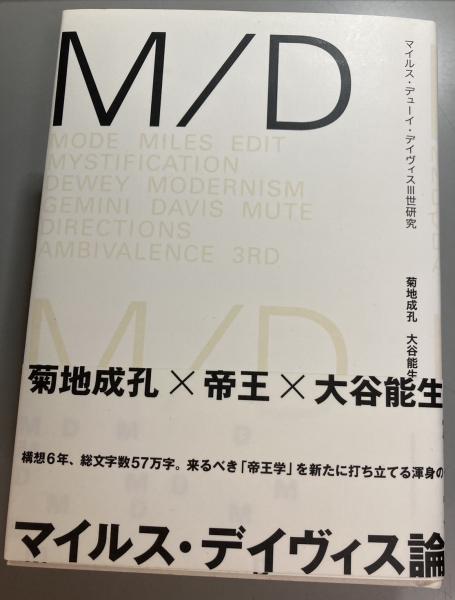 M/D
マイルス・デューイ・デイヴィスⅢ世研究
菊地成孔 大谷能生
MODE MILES EDIT
MYSTIFICATION
DEWEY MODERNISM
GEMINI DAVIS MUTE
DIRECTIONS
AMBIVALENCE 3RD
M/D
菊地成孔×帝王×大谷能生
構想6年、総文字数57万字。来るべき「帝王学」を新たに打ち立てる渾身の
マイルス・デイヴィス論